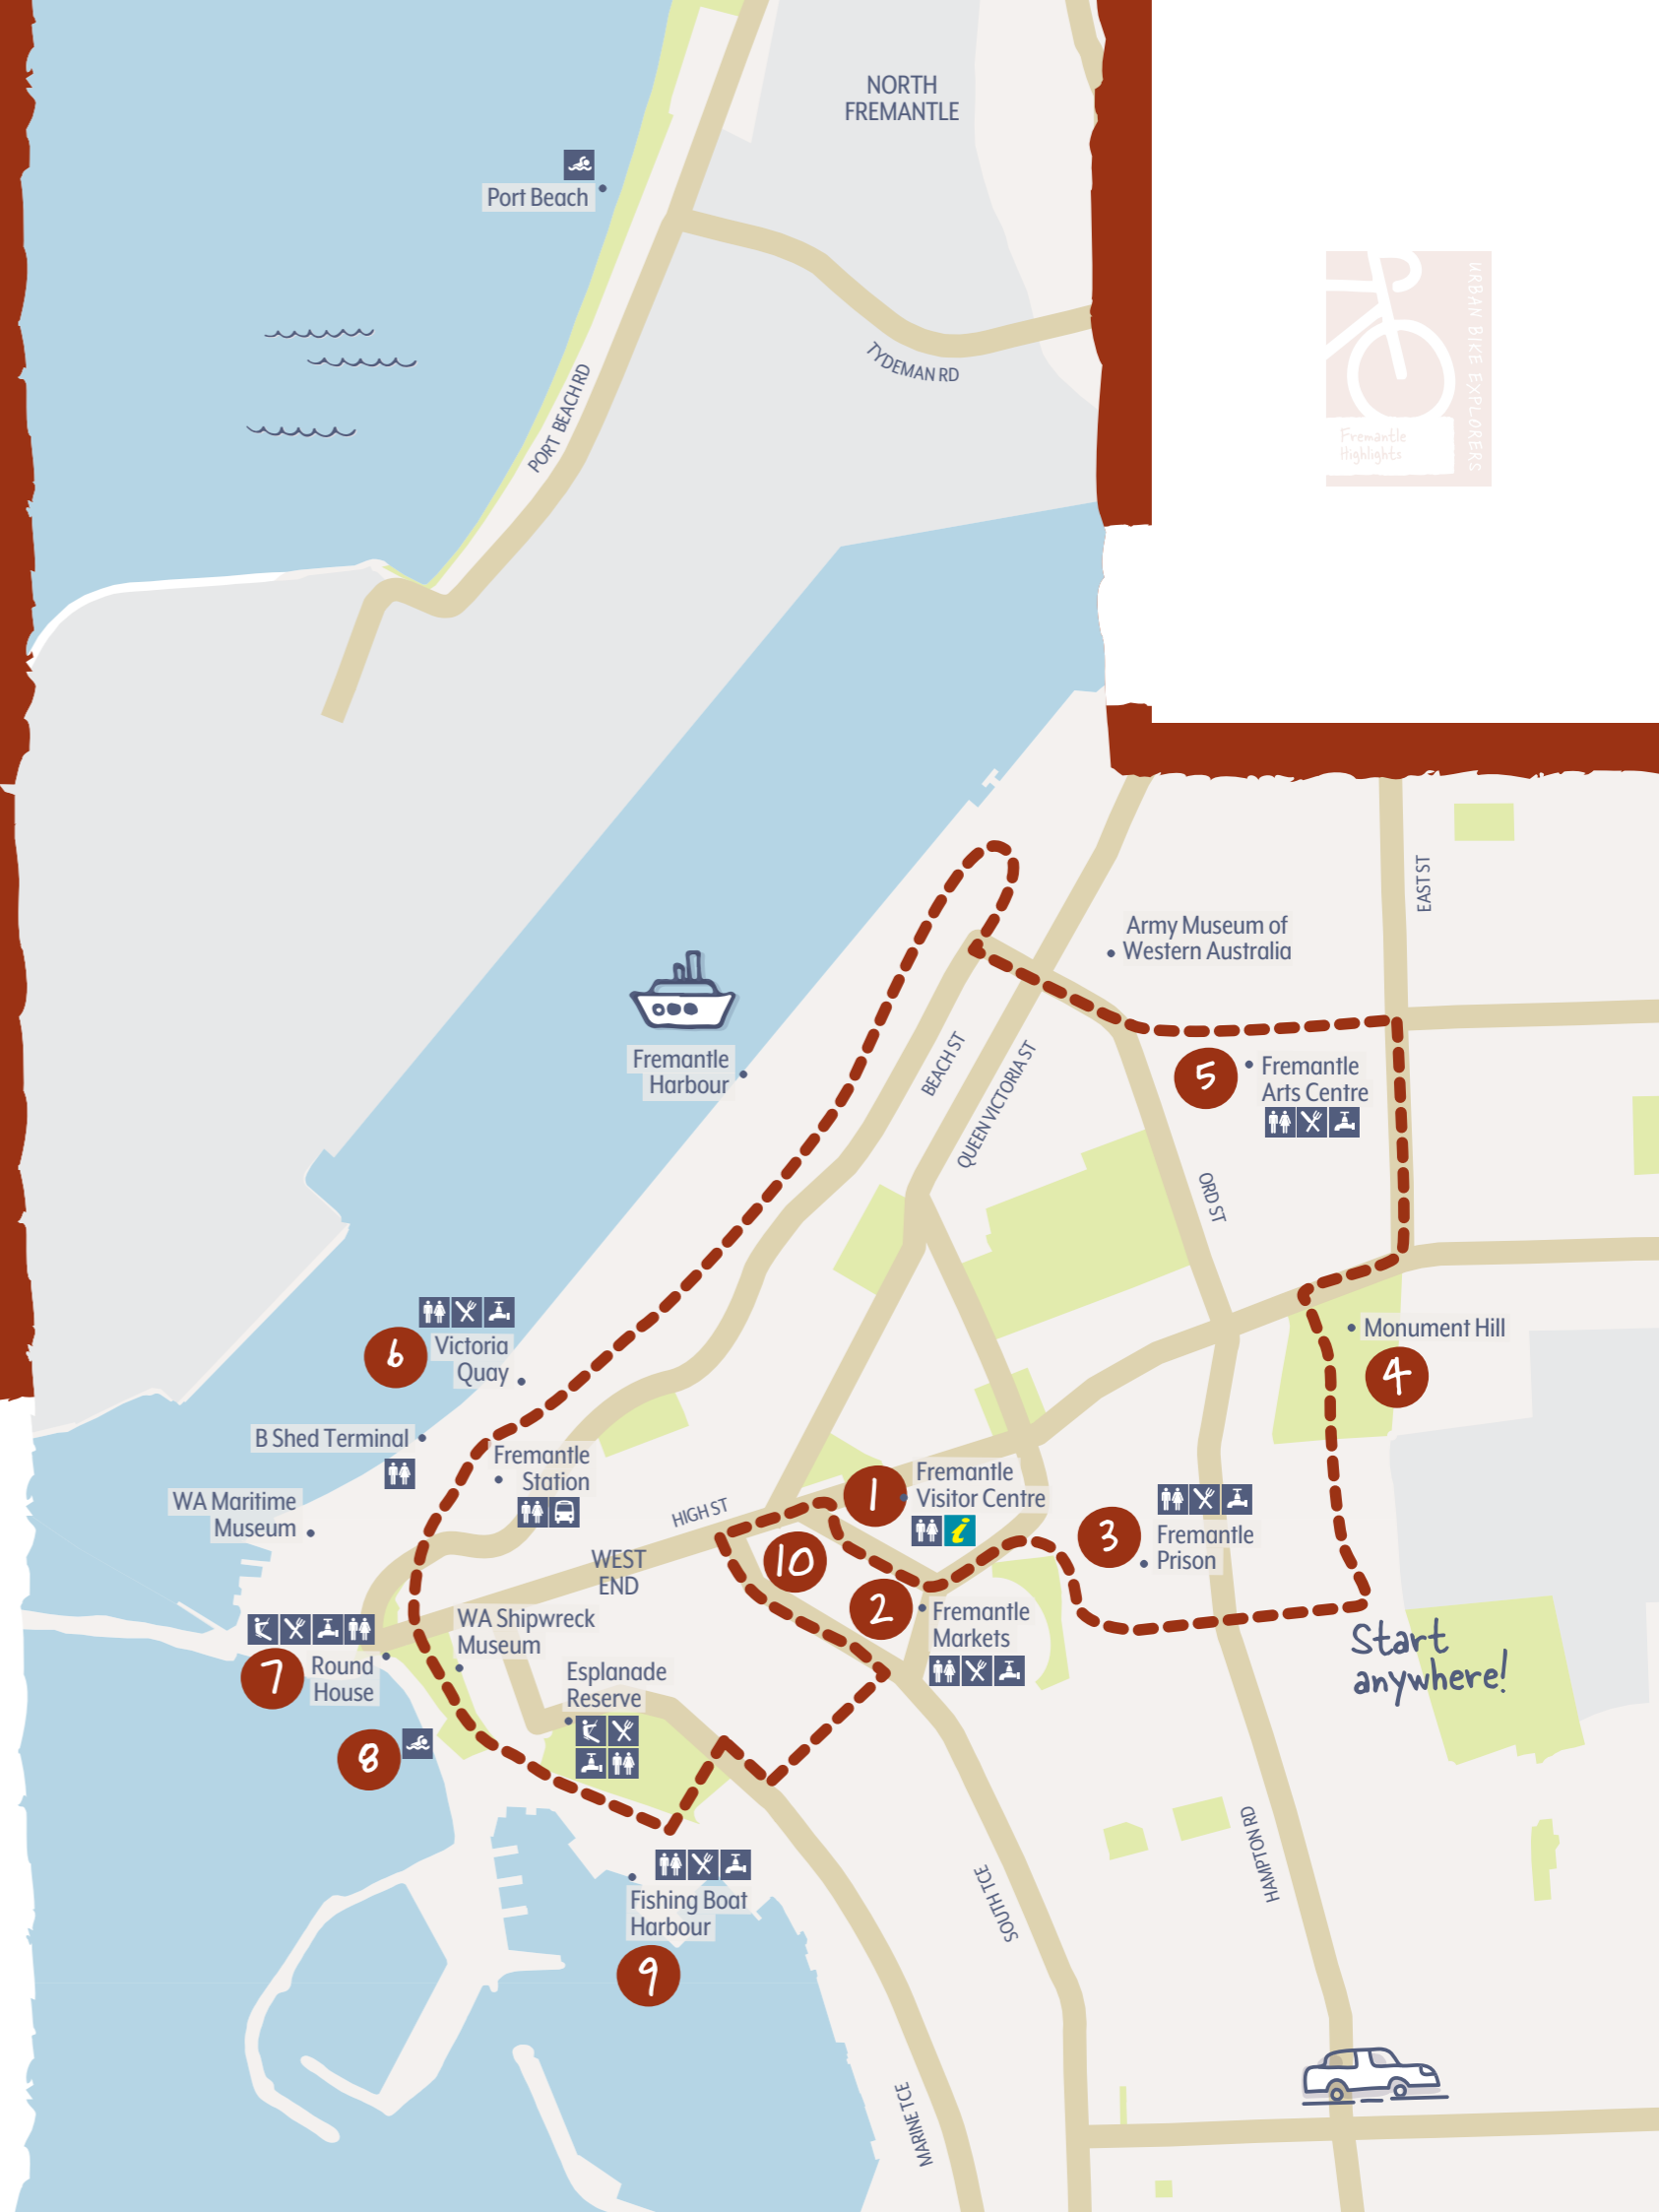 NORTH
FREMANTLE
Port Beach
URBAN BIKE EXPLORERS
Fremantle
Highlights
TYDEMAN RD
PORT BEACH RD
EAST ST
Army Museum of
Western Australia
Fremantle
Harbour
BEACH ST
QUEEN VICTORIA ST
5
Fremantle
Arts Centre
ORD ST
6
Victoria
Quay
Monument Hill
4
B Shed Terminal
Fremantle
Station
WA Maritime
Museum
HIGH ST
1
Fremantle
Visitor Centre
i
3
Fremantle
Prison
WEST
END
10
2
Fremantle
Markets
WA Shipwreck
Museum
7
Round
House
Esplanade
Reserve
Start
anywhere!
8
HAMPTON RD
SOUTH TCE
Fishing Boat
Harbour
9
MARINE TCE